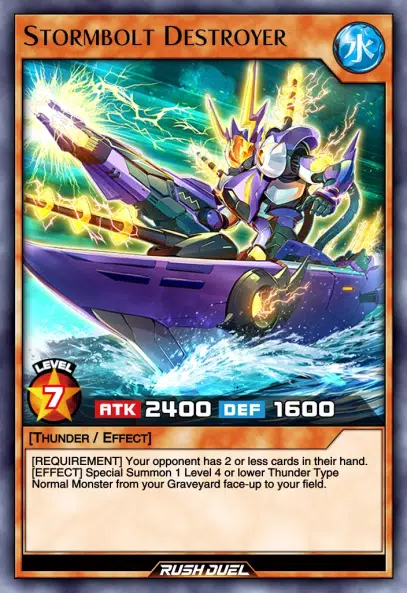 Stormbolt Destroyer
水
LEVEL
7
ATK 2400 DEF 1600
[Thunder / Effect]
[REQUIREMENT] Your opponent has 2 or less cards in their hand.
[EFFECT] Special Summon 1 Level 4 or lower Thunder Type
Normal Monster from your Graveyard face-up to your field.
RUSH DUEL